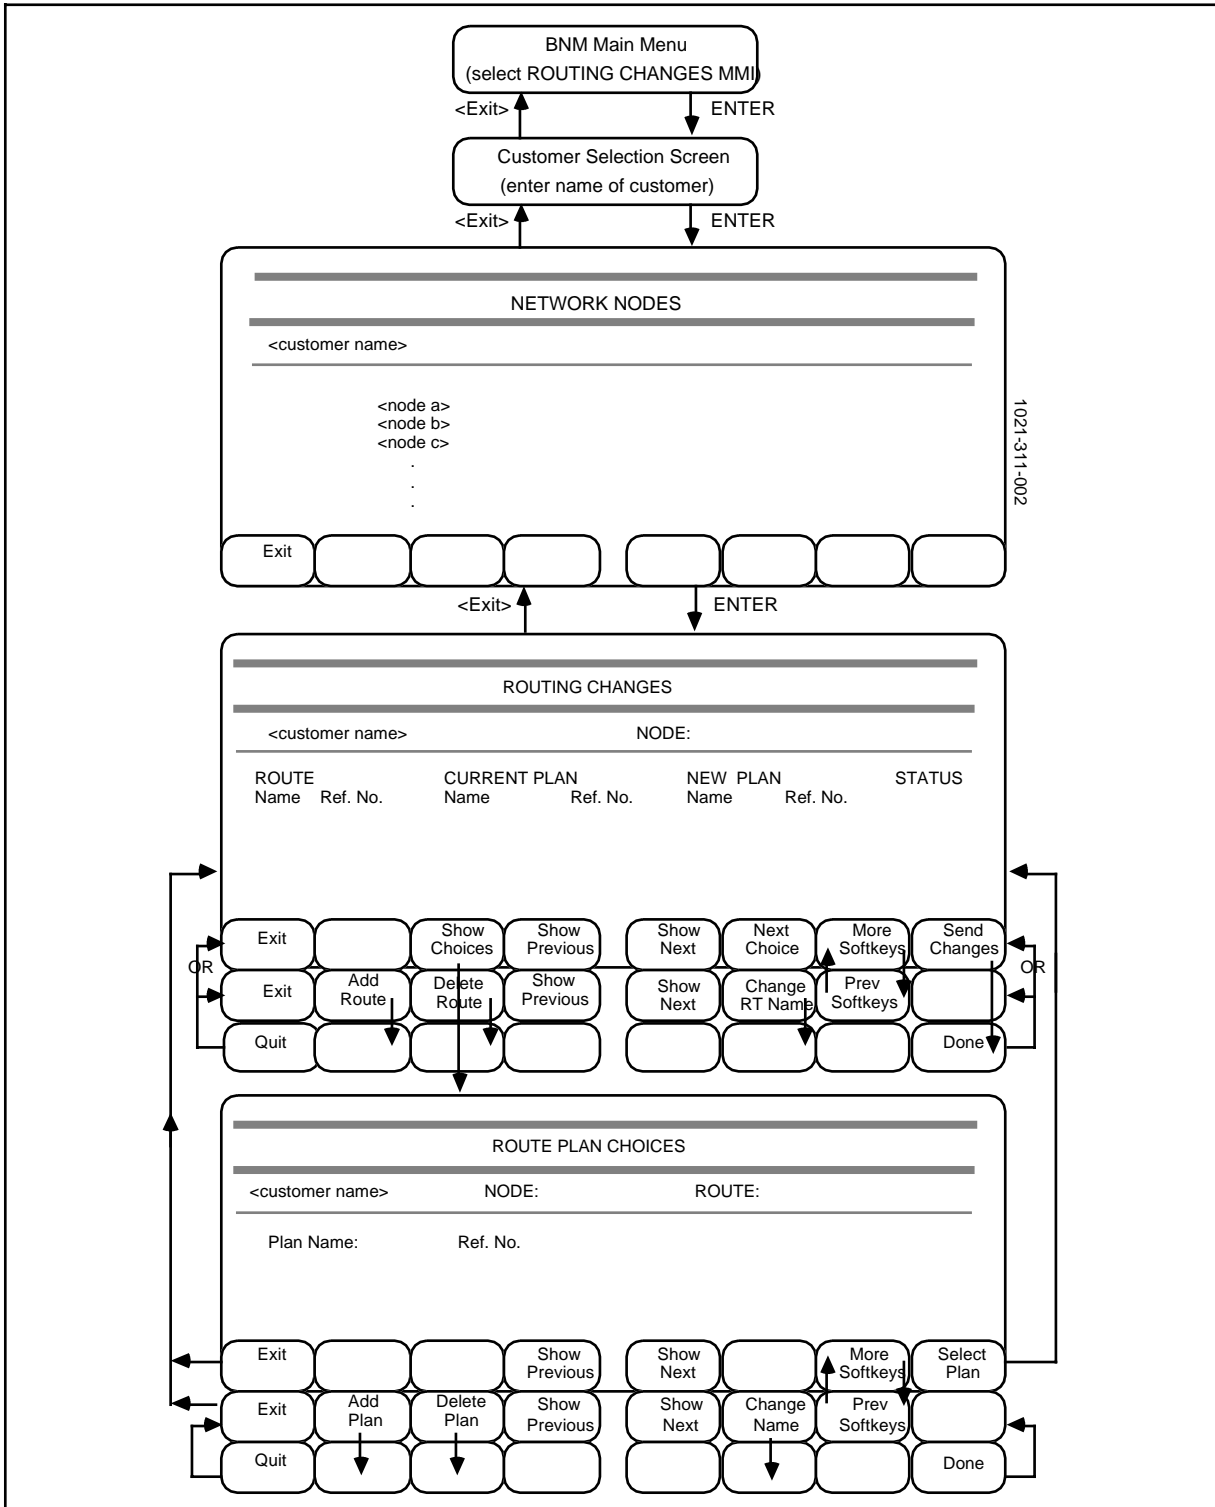 BNM Main Menu
(select ROUTING CHANGES MMI)
<Exit> ENTER
Customer Selection Screen
(enter name of customer)
<Exit> ENTER
NETWORK NODES
<customer name>
<node a>
<node b>
<node c>
.
.
.
1021-311-002
Exit
<Exit> ENTER
ROUTING CHANGES
<customer name> NODE:
ROUTE CURRENT PLAN NEW PLAN STATUS
Name Ref. No. Name Ref. No. Name Ref. No.
Exit Show Choices Show Previous Show Next Next Choice More Softkeys Send Changes
OR OR
Exit Add Route Delete Route Show Previous Show Next Change RT Name Prev Softkeys
Quit Done
ROUTE PLAN CHOICES
<customer name> NODE: ROUTE:
Plan Name: Ref. No.
Exit Show Previous Show Next More Softkeys Select Plan
Exit Add Plan Delete Plan Show Previous Show Next Change Name Prev Softkeys
Quit Done